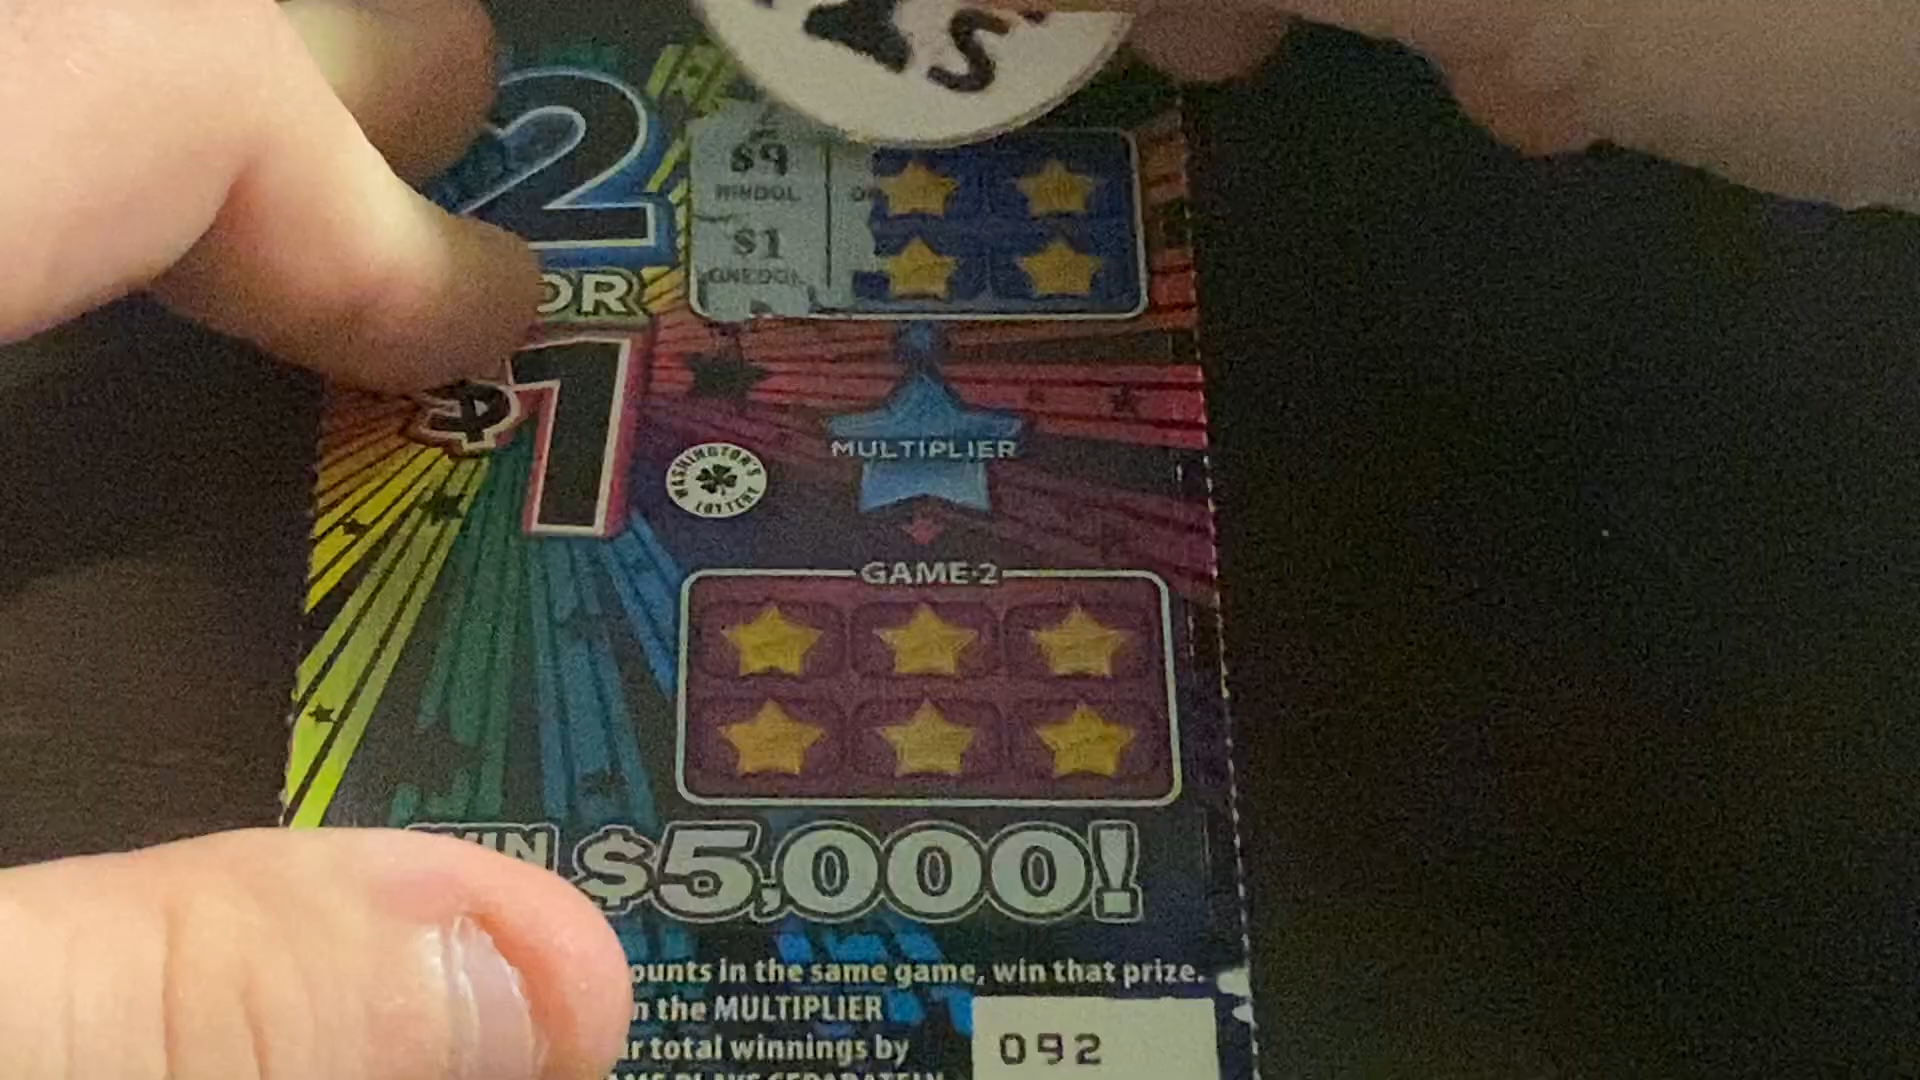 2
$9
NINDOL
$1
ONEDOL
OR
$1
MULTIPLIER
WASHINGTON'S LOTTERY
GAME 2
WIN $5,000!
ounts in the same game, win that prize.
n the MULTIPLIER
r total winnings by
092